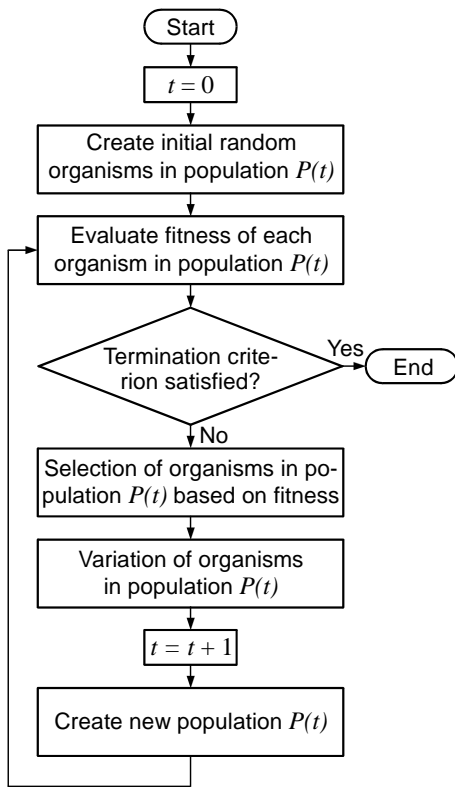 Start
t = 0
Create initial random
organisms in population P(t)
Evaluate fitness of each
organism in population P(t)
Termination crite-
rion satisfied?
Yes
End
No
Selection of organisms in po-
pulation P(t) based on fitness
Variation of organisms
in population P(t)
t = t + 1
Create new population P(t)